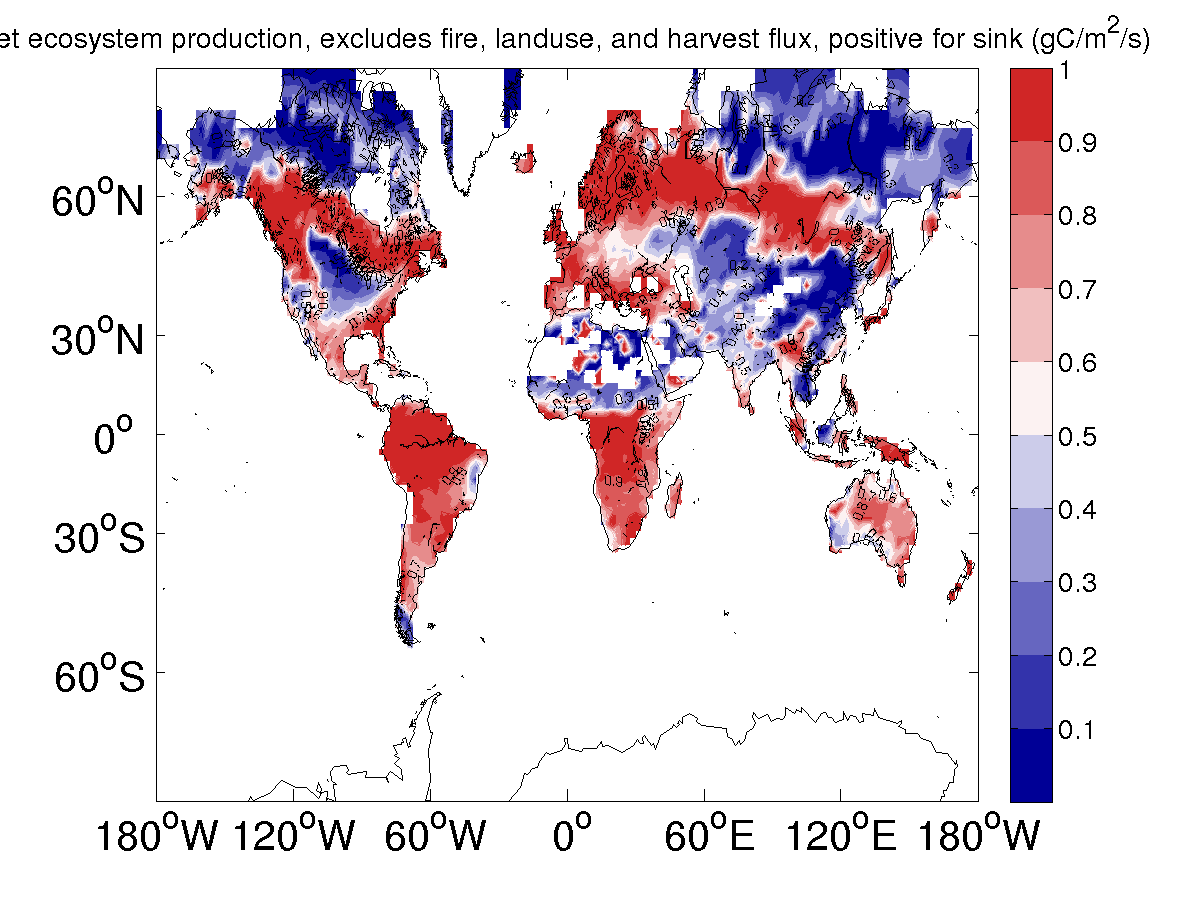 et ecosystem production, excludes fire, landuse, and harvest flux, positive for sink (gC/m²/s)
1
0.9
0.8
0.7
0.6
0.5
0.4
0.3
0.2
0.1
60°N
30°N
0°
30°S
60°S
180°W 120°W 60°W 0° 60°E 120°E 180°W